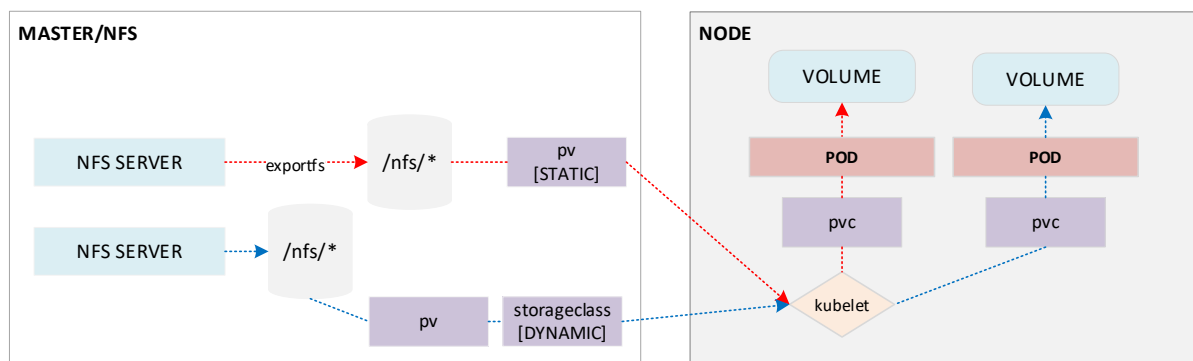 MASTER/NFS
NFS SERVER
exportfs
/nfs/*
pv
[STATIC]
NFS SERVER
/nfs/*
pv
storageclass
[DYNAMIC]
NODE
VOLUME
VOLUME
POD
POD
pvc
pvc
kubelet